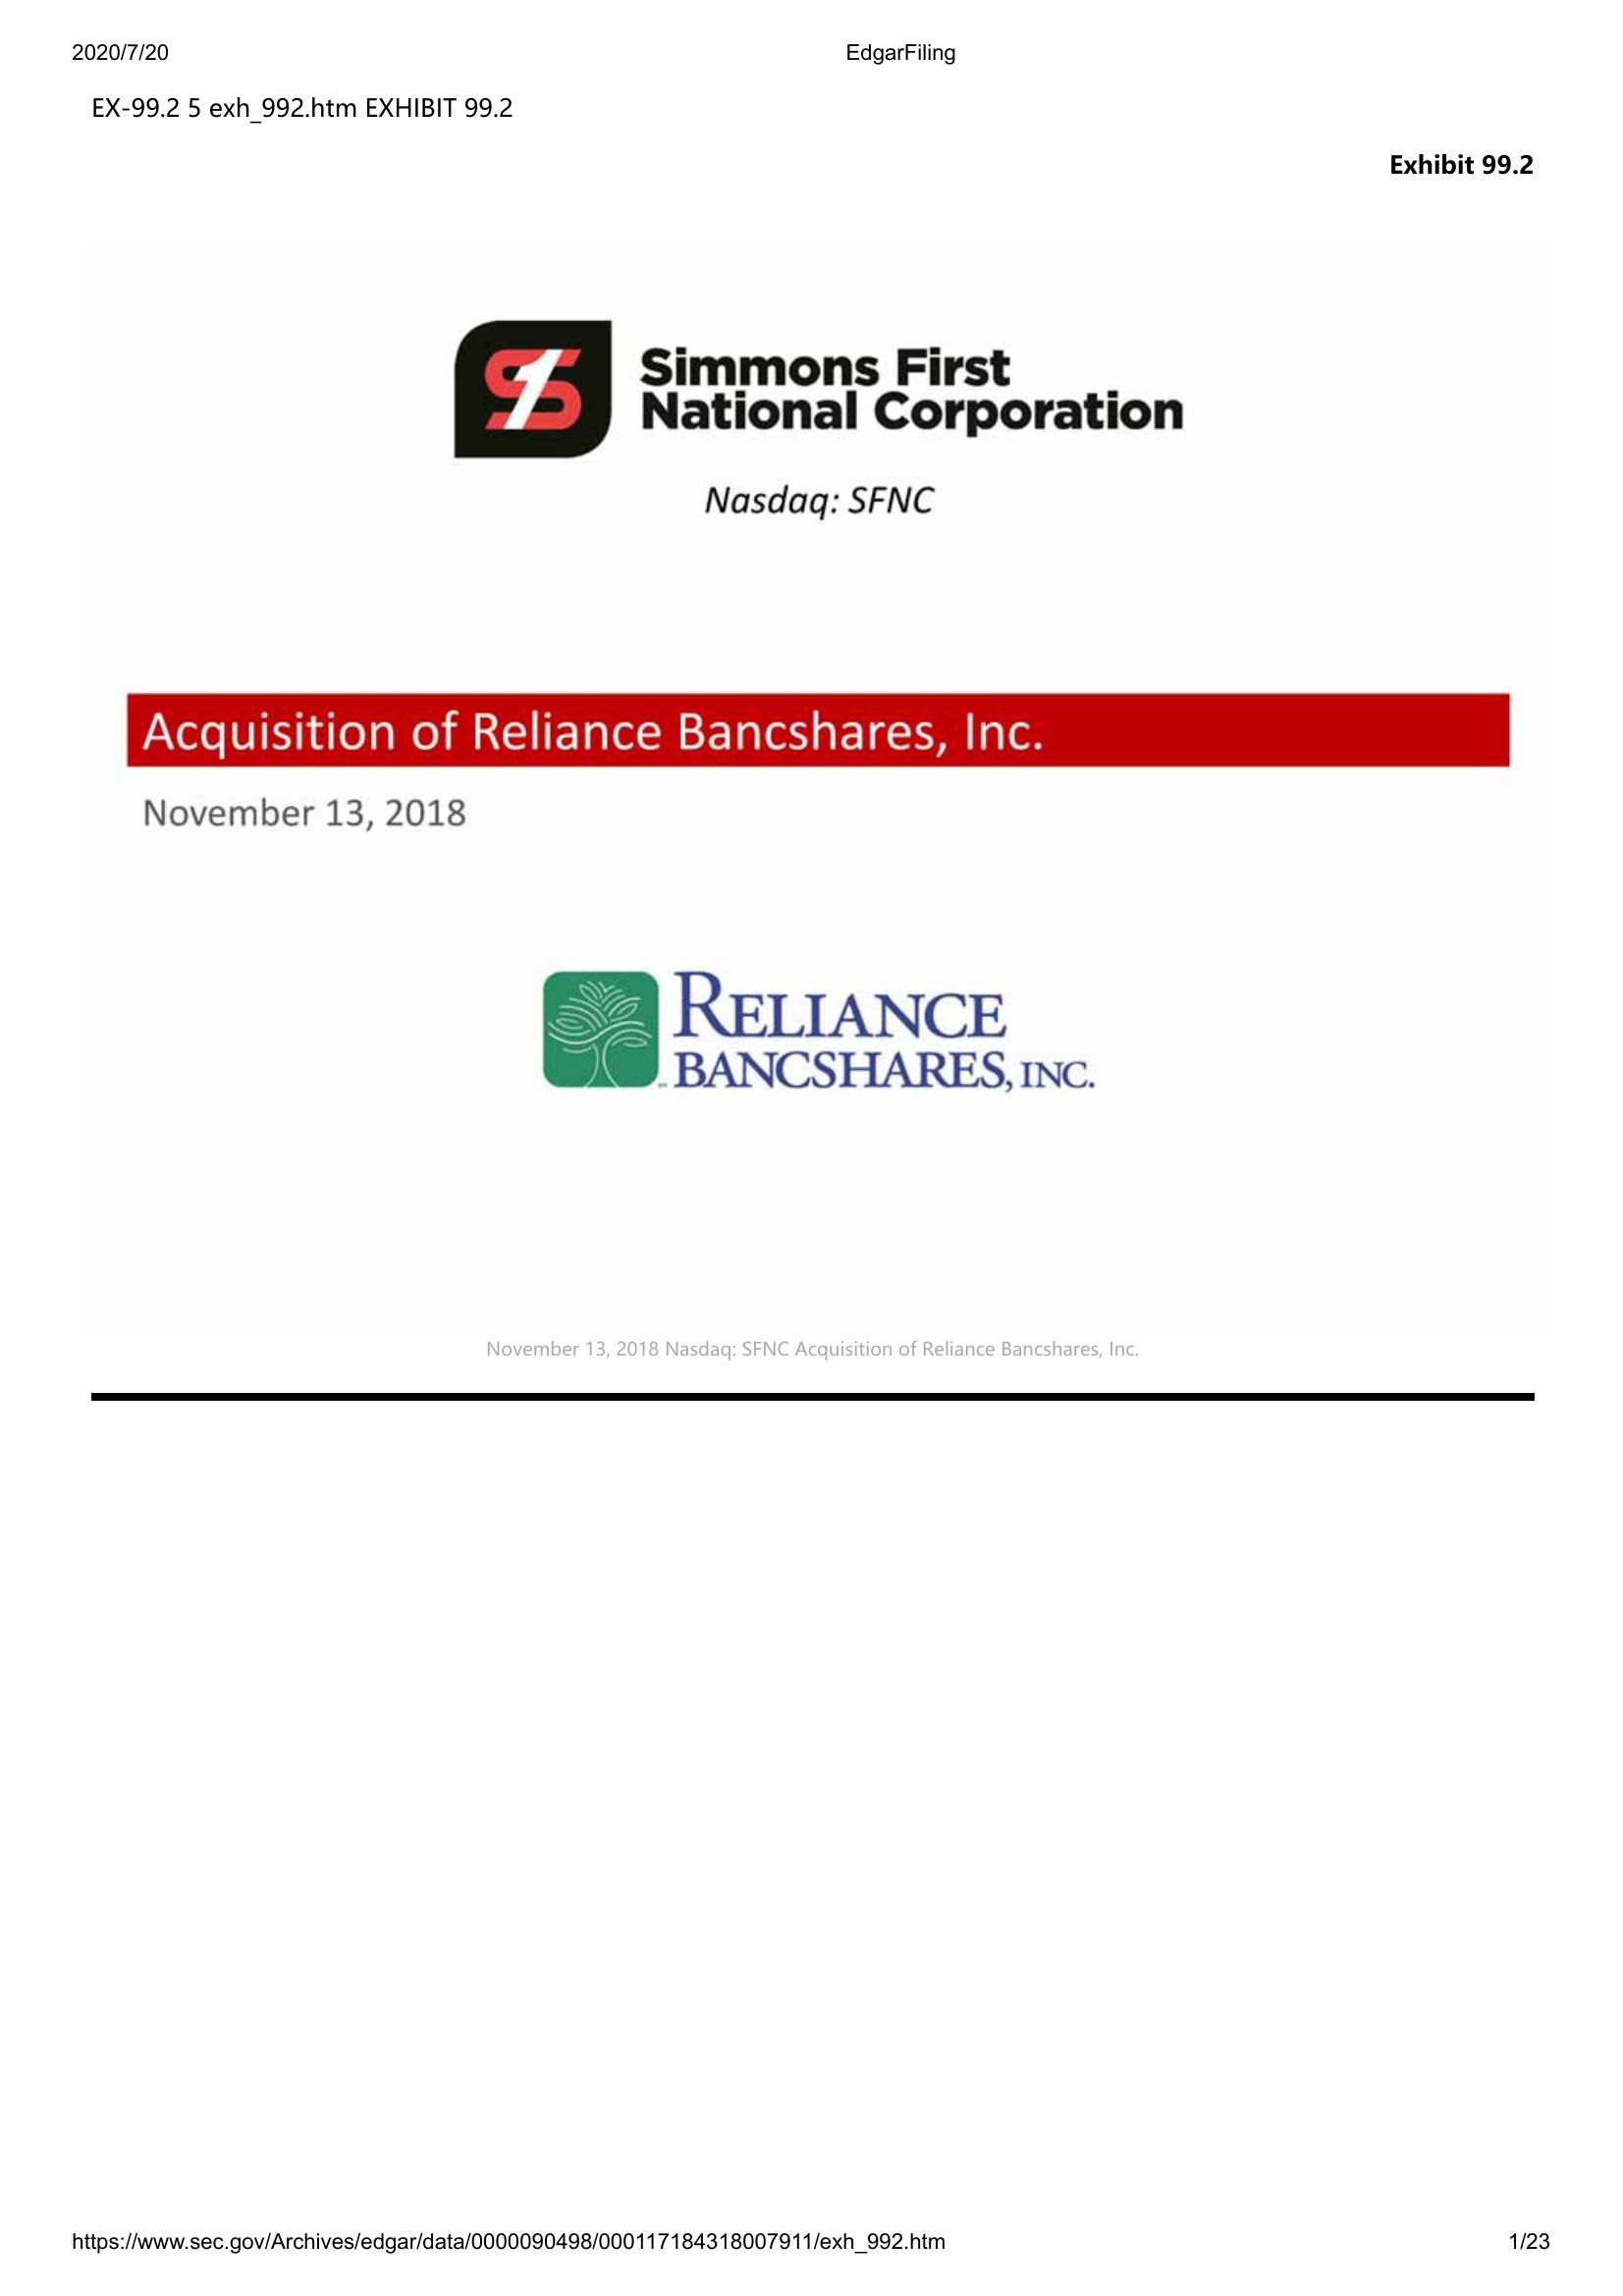 2020/7/20 EdgarFiling
EX-99.2 5 exh_992.htm EXHIBIT 99.2
Exhibit 99.2
Simmons First
National Corporation
Nasdaq: SFNC
Acquisition of Reliance Bancshares, Inc.
November 13, 2018
RELIANCE
BANCSHARES, INC.
November 13, 2018 Nasdaq: SFNC Acquisition of Reliance Bancshares, Inc.
https://www.sec.gov/Archives/edgar/data/0000090498/000117184318007911/exh_992.htm 1/23